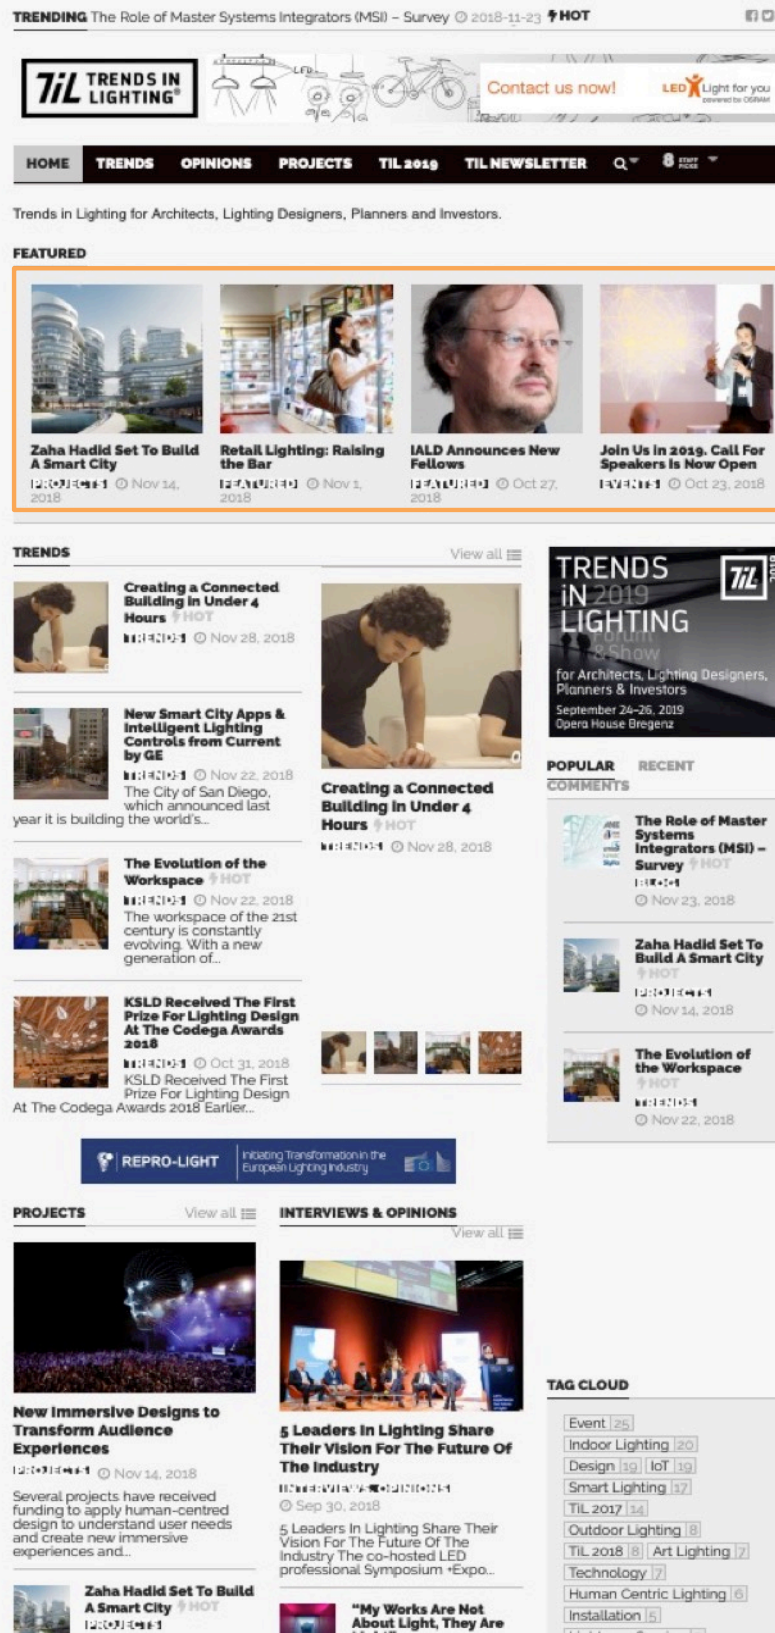 TRENDING The Role of Master Systems Integrators (MSI) – Survey 2018-11-23 HOT
TiL TRENDS IN
LIGHTING®
LED
Contact us now!
LED Light for you
powered by OSRAM
HOME TRENDS OPINIONS PROJECTS TIL 2019 TIL NEWSLETTER 8 STAFF
PICKS
Trends in Lighting for Architects, Lighting Designers, Planners and Investors.
FEATURED
Zaha Hadid Set To Build
A Smart City
PROJECTS Nov 14,
2018
Retail Lighting: Raising
the Bar
FEATURED Nov 1,
2018
IALD Announces New
Fellows
FEATURED Oct 27,
2018
Join Us in 2019. Call For
Speakers Is Now Open
EVENTS Oct 23, 2018
TRENDS View all
Creating a Connected
Building in Under 4
Hours HOT
TRENDS Nov 28, 2018
New Smart City Apps &
Intelligent Lighting
Controls from Current
by GE
TRENDS Nov 22, 2018
The City of San Diego,
which announced last
year it is building the world's...
The Evolution of the
Workspace HOT
TRENDS Nov 22, 2018
The workspace of the 21st
century is constantly
evolving. With a new
generation of...
KSLD Received The First
Prize For Lighting Design
At The Codega Awards
2018
TRENDS Oct 31, 2018
KSLD Received The First
Prize For Lighting Design
At The Codega Awards 2018 Earlier...
Creating a Connected
Building in Under 4
Hours HOT
TRENDS Nov 28, 2018
TRENDS
iN 2019
LIGHTING
Forum
& Show
TiL
2019
for Architects, Lighting Designers,
Planners & Investors
September 24–26, 2019
Opera House Bregenz
POPULAR RECENT
COMMENTS
The Role of Master
Systems
Integrators (MSI) –
Survey HOT
BLOG
Nov 23, 2018
Zaha Hadid Set To
Build A Smart City
HOT
PROJECTS
Nov 14, 2018
The Evolution of
the Workspace
HOT
TRENDS
Nov 22, 2018
REPRO-LIGHT Initiating Transformation in the
European Lighting Industry
PROJECTS View all
New Immersive Designs to
Transform Audience
Experiences
PROJECTS Nov 14, 2018
Several projects have received
funding to apply human-centred
design to understand user needs
and create new immersive
experiences and...
Zaha Hadid Set To Build
A Smart City HOT
PROJECTS
INTERVIEWS & OPINIONS
View all
5 Leaders In Lighting Share
Their Vision For The Future Of
The Industry
INTERVIEWS, OPINIONS
Sep 30, 2018
5 Leaders In Lighting Share Their
Vision For The Future Of The
Industry The co-hosted LED
professional Symposium +Expo...
"My Works Are Not
About Light, They Are
TAG CLOUD
Event 25
Indoor Lighting 20
Design 19 IoT 19
Smart Lighting 17
TiL 2017 14
Outdoor Lighting 8
TiL 2018 8 Art Lighting 7
Technology 7
Human Centric Lighting 6
Installation 5